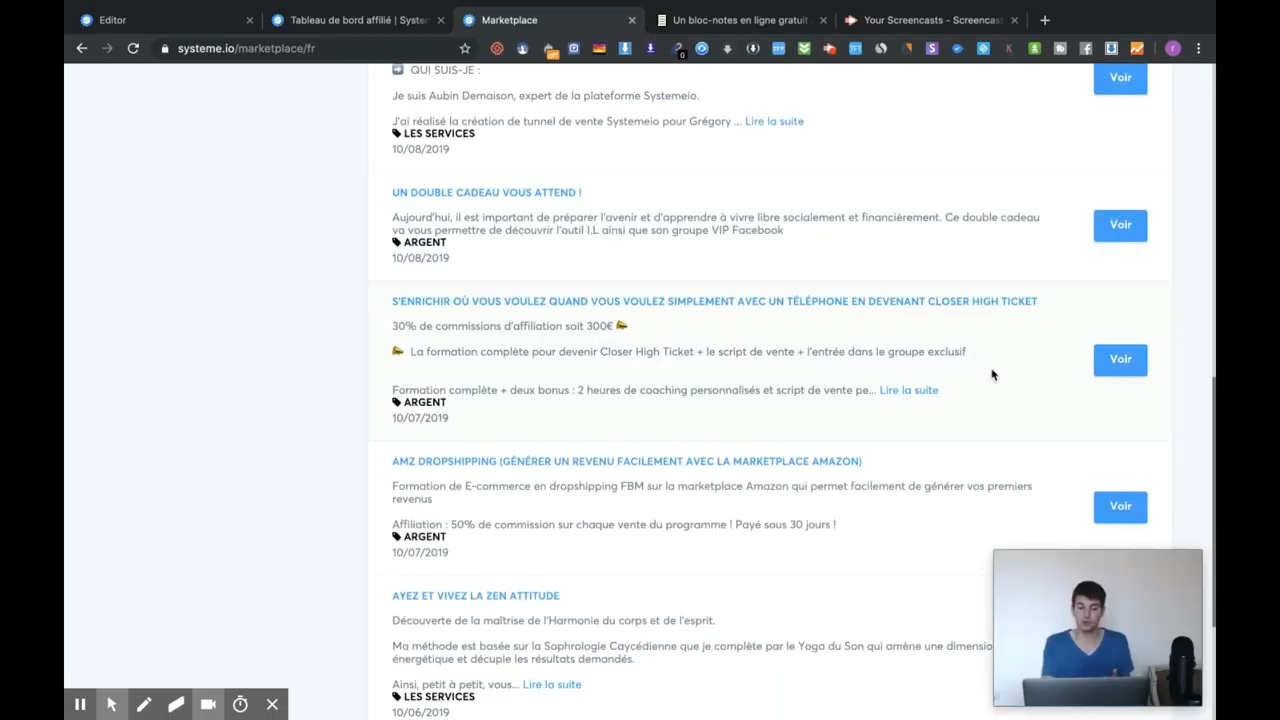 Editor
Tableau de bord affilié | System
Marketplace
Un bloc-notes en ligne gratuit
Your Screencasts - Screencast
systeme.io/marketplace/fr
QUI SUIS-JE :
Voir
Je suis Aubin Demaison, expert de la plateforme Systemeio.
J'ai réalisé la création de tunnel de vente Systemeio pour Grégory ... Lire la suite
LES SERVICES
10/08/2019
UN DOUBLE CADEAU VOUS ATTEND !
Aujourd'hui, il est important de préparer l'avenir et d'apprendre à vivre libre socialement et financièrement. Ce double cadeau
va vous permettre de découvrir l'outil I.L ainsi que son groupe VIP Facebook
Voir
ARGENT
10/08/2019
S'ENRICHIR OÙ VOUS VOULEZ QUAND VOUS VOULEZ SIMPLEMENT AVEC UN TÉLÉPHONE EN DEVENANT CLOSER HIGH TICKET
30% de commissions d'affiliation soit 300€
La formation complète pour devenir Closer High Ticket + le script de vente + l'entrée dans le groupe exclusif
Voir
Formation complète + deux bonus : 2 heures de coaching personnalisés et script de vente pe... Lire la suite
ARGENT
10/07/2019
AMZ DROPSHIPPING (GÉNÉRER UN REVENU FACILEMENT AVEC LA MARKETPLACE AMAZON)
Formation de E-commerce en dropshipping FBM sur la marketplace Amazon qui permet facilement de générer vos premiers
revenus
Voir
Affiliation : 50% de commission sur chaque vente du programme ! Payé sous 30 jours !
ARGENT
10/07/2019
AYEZ ET VIVEZ LA ZEN ATTITUDE
Découverte de la maîtrise de l'Harmonie du corps et de l'esprit.
Ma méthode est basée sur la Sophrologie Caycédienne que je complète par le Yoga du Son qui amène une dimensio
énergétique et décuple les résultats demandés.
Ainsi, petit à petit, vous... Lire la suite
LES SERVICES
10/06/2019